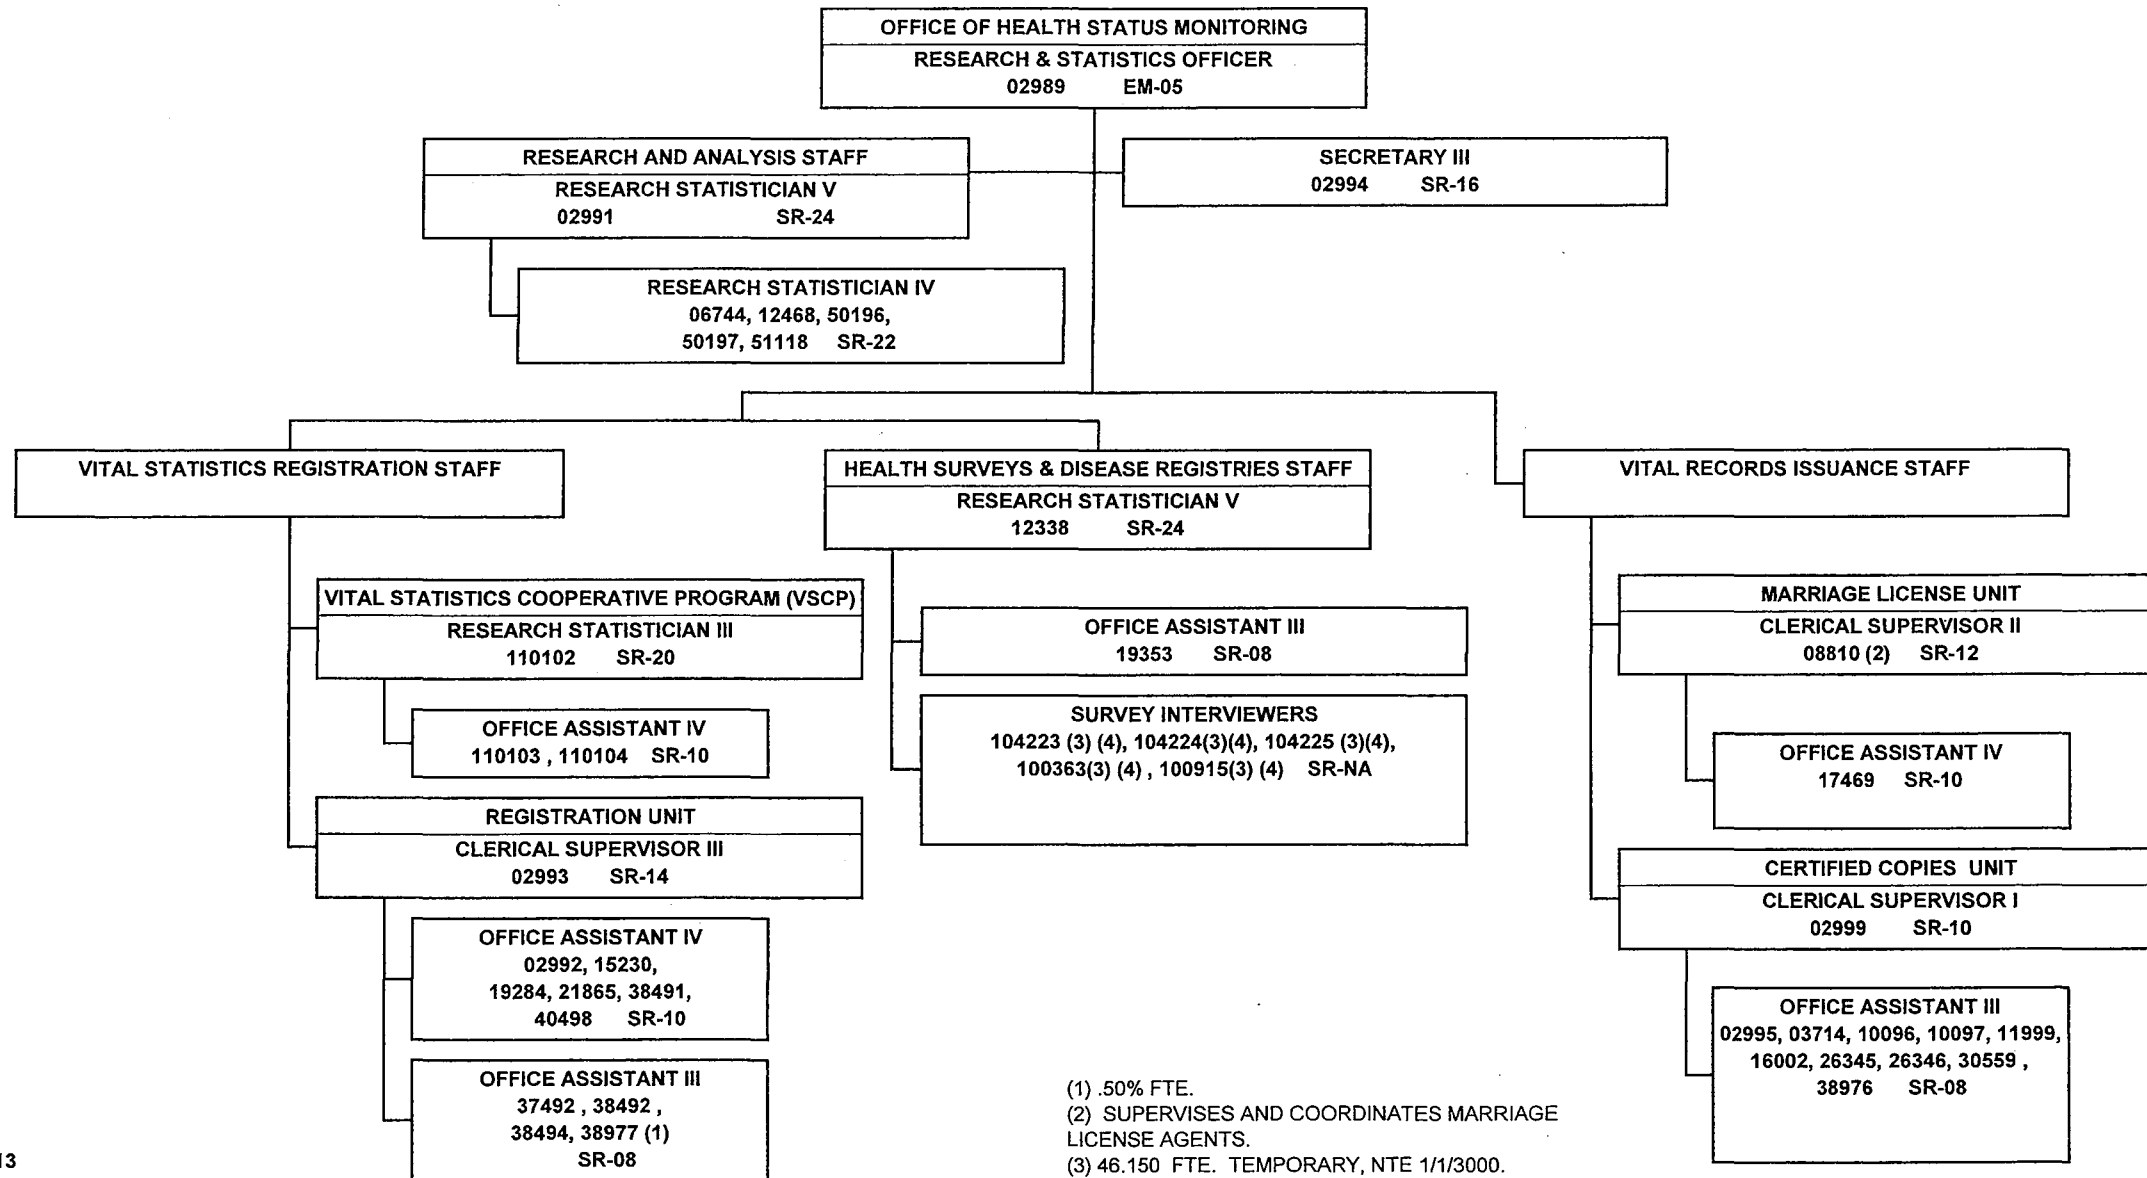 OFFICE OF HEALTH STATUS MONITORING
RESEARCH & STATISTICS OFFICER
02989 EM-05
RESEARCH AND ANALYSIS STAFF
RESEARCH STATISTICIAN V
02991 SR-24
SECRETARY III
02994 SR-16
RESEARCH STATISTICIAN IV
06744, 12468, 50196,
50197, 51118 SR-22
VITAL STATISTICS REGISTRATION STAFF
VITAL STATISTICS COOPERATIVE PROGRAM (VSCP)
RESEARCH STATISTICIAN III
110102 SR-20
OFFICE ASSISTANT IV
110103 , 110104 SR-10
REGISTRATION UNIT
CLERICAL SUPERVISOR III
02993 SR-14
OFFICE ASSISTANT IV
02992, 15230,
19284, 21865, 38491,
40498 SR-10
OFFICE ASSISTANT III
37492 , 38492 ,
38494, 38977 (1)
SR-08
HEALTH SURVEYS & DISEASE REGISTRIES STAFF
RESEARCH STATISTICIAN V
12338 SR-24
OFFICE ASSISTANT III
19353 SR-08
SURVEY INTERVIEWERS
104223 (3) (4), 104224(3)(4), 104225 (3)(4),
100363(3) (4) , 100915(3) (4) SR-NA
VITAL RECORDS ISSUANCE STAFF
MARRIAGE LICENSE UNIT
CLERICAL SUPERVISOR II
08810 (2) SR-12
OFFICE ASSISTANT IV
17469 SR-10
CERTIFIED COPIES UNIT
CLERICAL SUPERVISOR I
02999 SR-10
OFFICE ASSISTANT III
02995, 03714, 10096, 10097, 11999,
16002, 26345, 26346, 30559 ,
38976 SR-08
(1) .50% FTE.
(2) SUPERVISES AND COORDINATES MARRIAGE
LICENSE AGENTS.
(3) 46.150 FTE. TEMPORARY, NTE 1/1/3000.